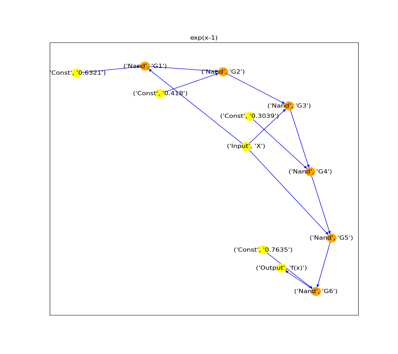 exp(x-1)
('Const', '0.6321')
('Nand', 'G1')
('Nand', 'G2')
('Const', '0.418')
('Nand', 'G3')
('Const', '0.3039')
('Input', 'X')
('Nand', 'G4')
('Nand', 'G5')
('Const', '0.7635')
('Output', 'f(x)')
('Nand', 'G6')